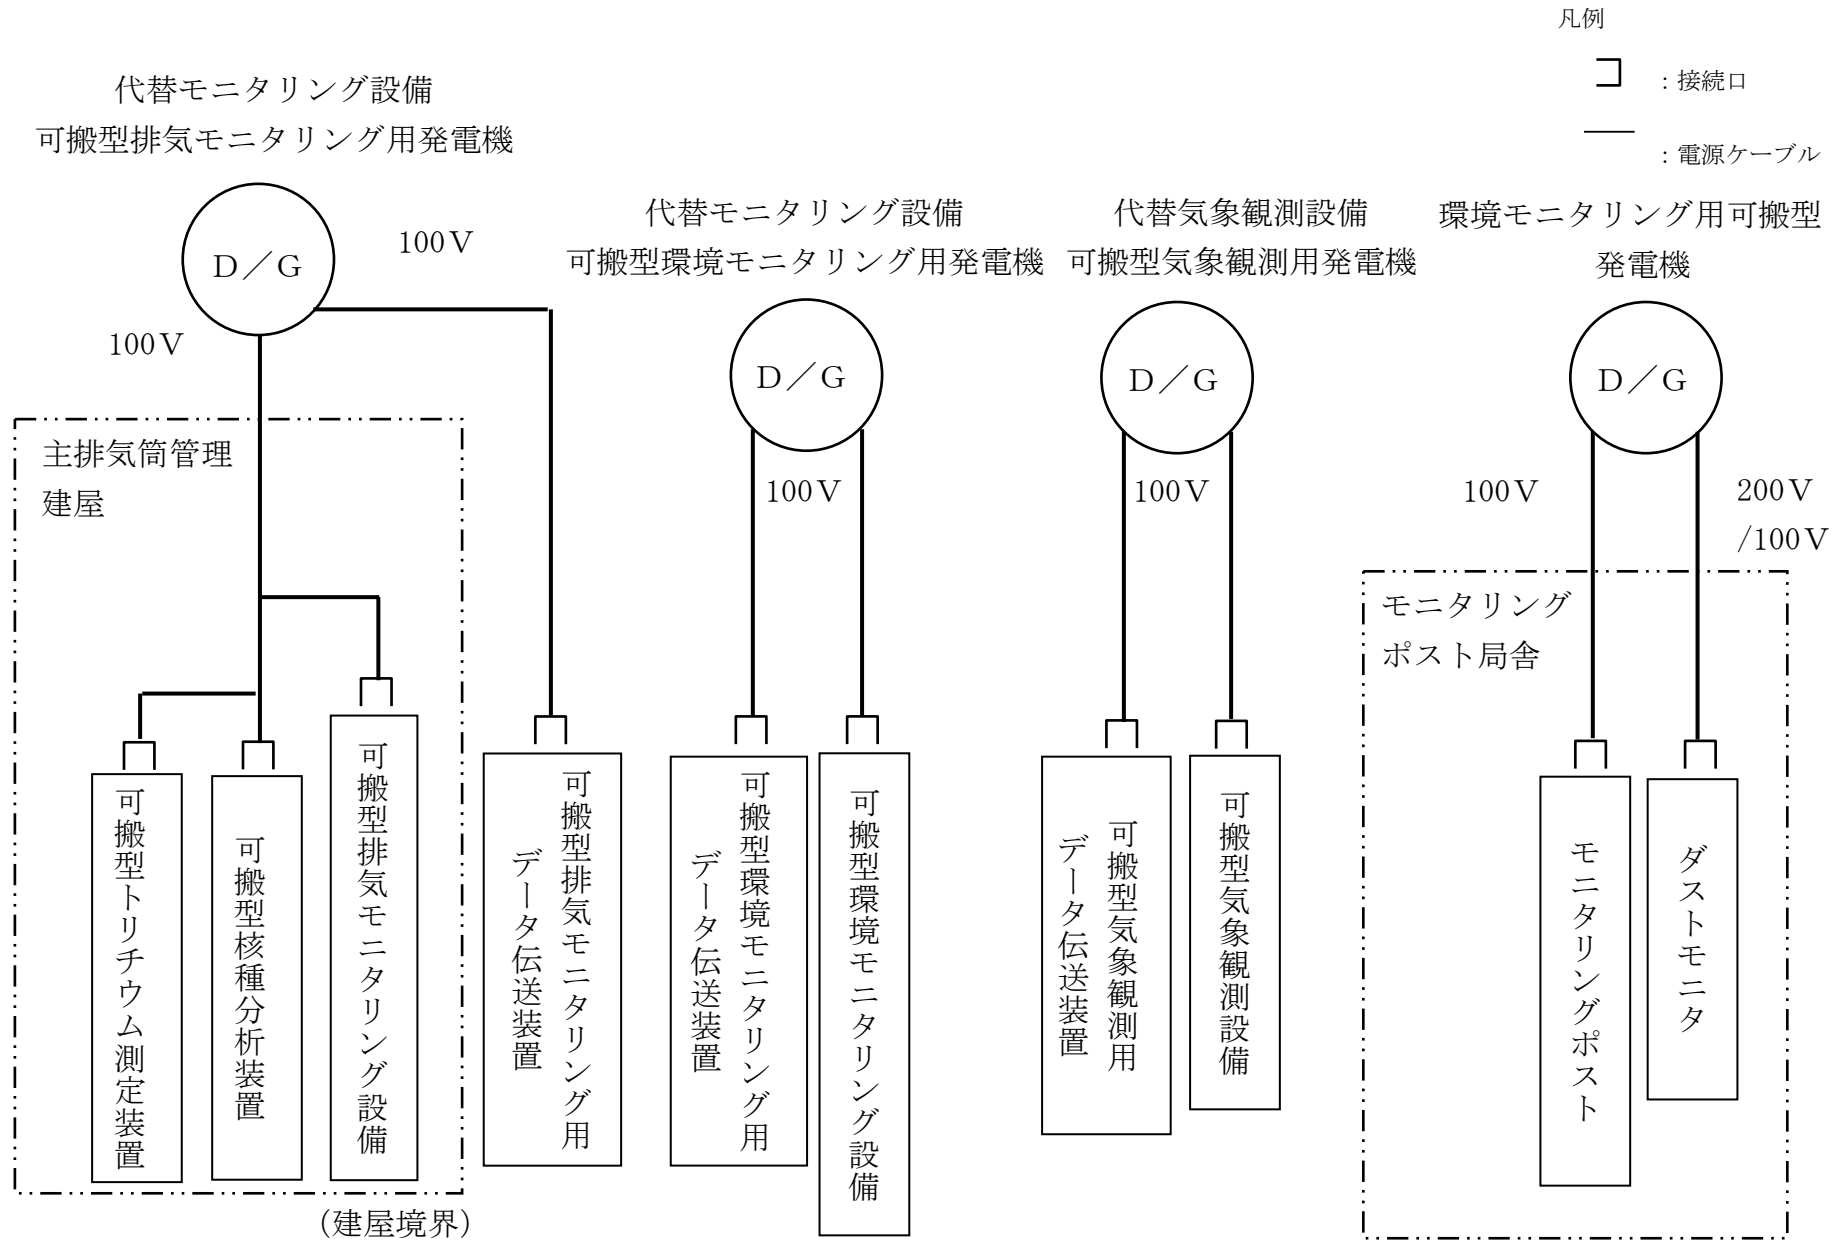 凡例
：接続口
：電源ケーブル
代替モニタリング設備
可搬型排気モニタリング用発電機
D／G
100V
100V
代替モニタリング設備
可搬型環境モニタリング用発電機
D／G
100V
代替気象観測設備
可搬型気象観測用発電機
D／G
100V
環境モニタリング用可搬型
発電機
D／G
100V
200V
/100V
主排気筒管理
建屋
可搬型トリチウム測定装置
可搬型核種分析装置
可搬型排気モニタリング設備
(建屋境界)
可搬型排気モニタリング用
データ伝送装置
可搬型環境モニタリング用
データ伝送装置
可搬型環境モニタリング設備
可搬型気象観測用
データ伝送装置
可搬型気象観測設備
モニタリング
ポスト局舎
モニタリングポスト
ダストモニタ